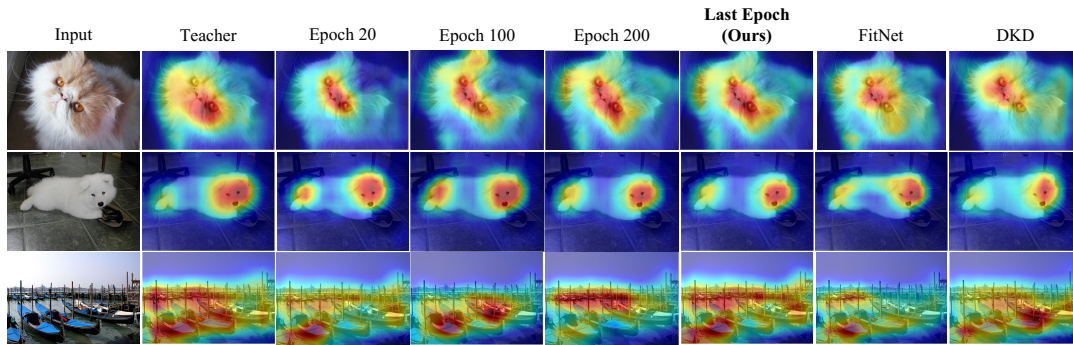 Input
Teacher
Epoch 20
Epoch 100
Epoch 200
Last Epoch
(Ours)
FitNet
DKD